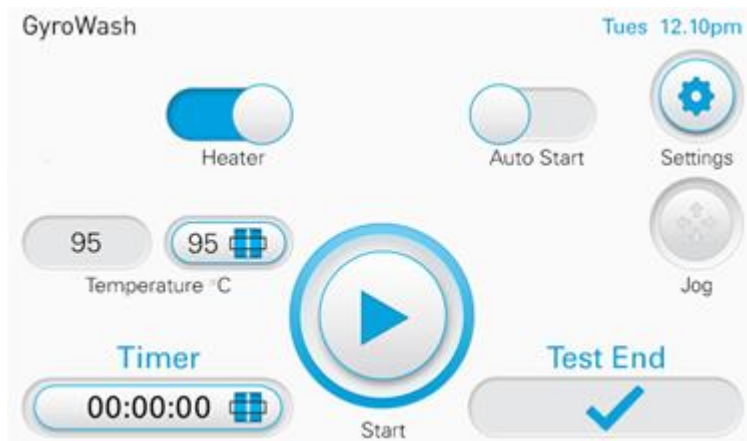 GyroWash
Tues 12.10pm
Heater
Auto Start
Settings
95
95
Temperature °C
Jog
Timer
Test End
00:00:00
Start